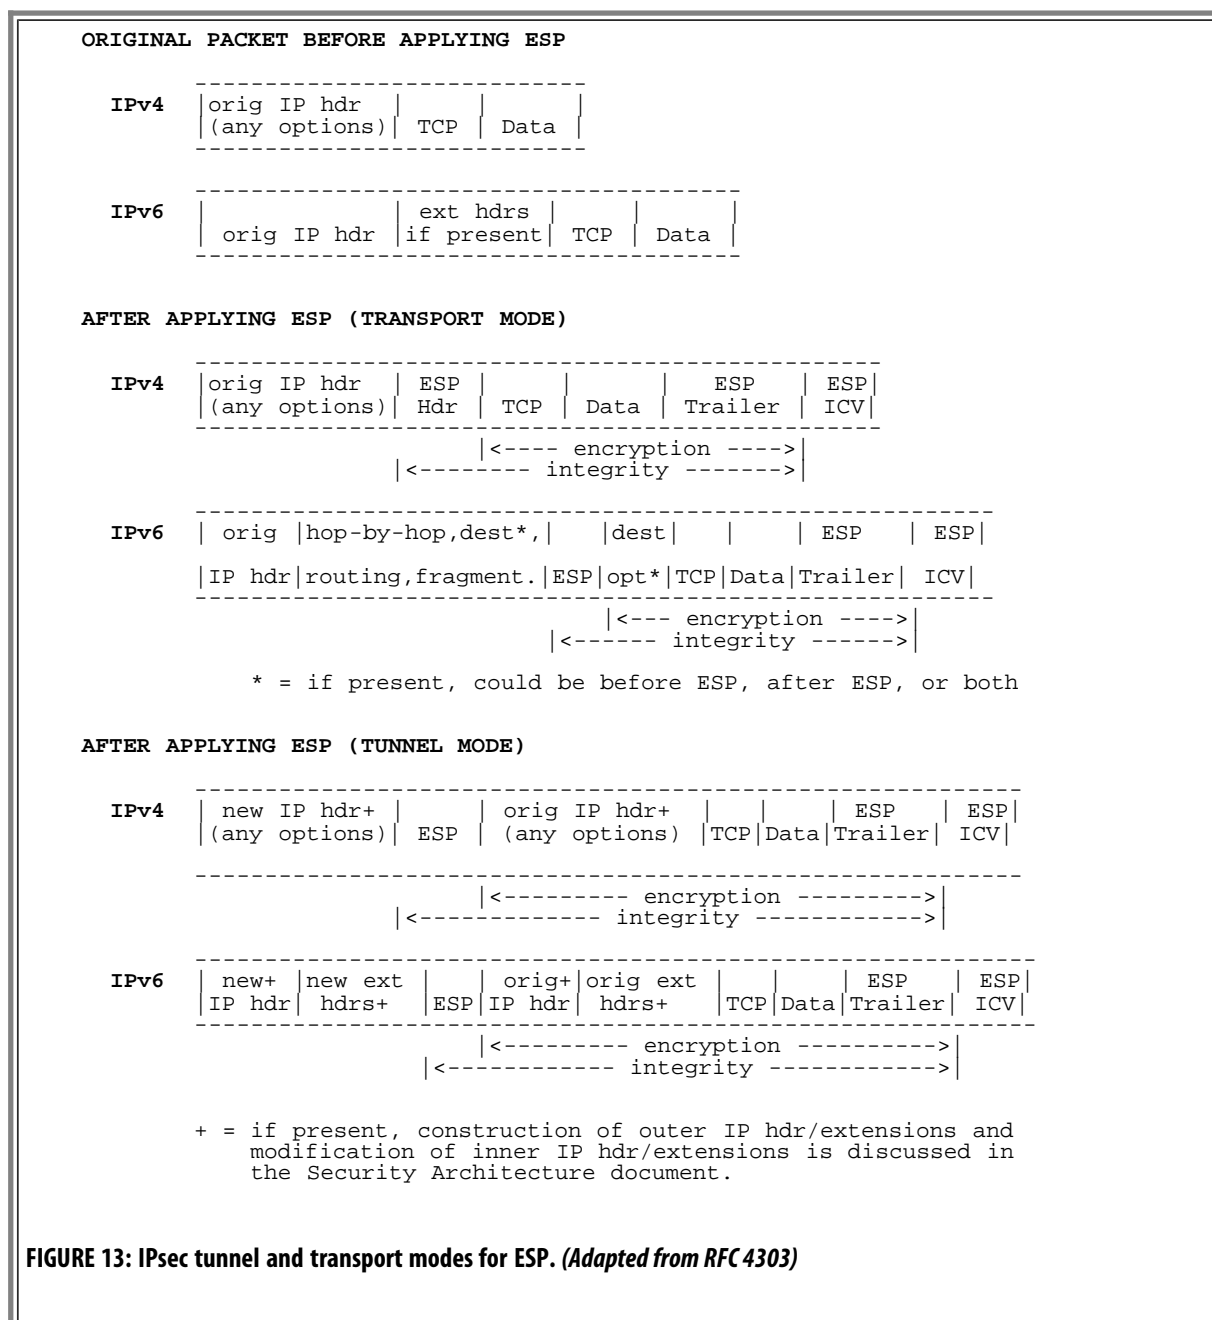 ORIGINAL PACKET BEFORE APPLYING ESP
----------------------------
IPv4 |orig IP hdr | | |
|(any options)| TCP | Data |
----------------------------
---------------------------------------
IPv6 | | ext hdrs | | |
| orig IP hdr |if present| TCP | Data |
---------------------------------------
AFTER APPLYING ESP (TRANSPORT MODE)
-------------------------------------------------
IPv4 |orig IP hdr | ESP | | | ESP | ESP|
|(any options)| Hdr | TCP | Data | Trailer | ICV|
-------------------------------------------------
|<---- encryption ---->|
|<-------- integrity ------->|
---------------------------------------------------------
IPv6 | orig |hop-by-hop,dest*,| |dest| | | ESP | ESP|
|IP hdr|routing,fragment.|ESP|opt*|TCP|Data|Trailer| ICV|
---------------------------------------------------------
|<--- encryption ---->|
|<------ integrity ------>|
* = if present, could be before ESP, after ESP, or both
AFTER APPLYING ESP (TUNNEL MODE)
-----------------------------------------------------------
IPv4 | new IP hdr+ | | orig IP hdr+ | | | ESP | ESP|
|(any options)| ESP | (any options) |TCP|Data|Trailer| ICV|
-----------------------------------------------------------
|<--------- encryption --------->|
|<------------- integrity ------------>|
------------------------------------------------------------
IPv6 | new+ |new ext | | orig+|orig ext | | | ESP | ESP|
|IP hdr| hdrs+ |ESP|IP hdr| hdrs+ |TCP|Data|Trailer| ICV|
------------------------------------------------------------
|<--------- encryption ---------->|
|<------------ integrity ------------>|
+ = if present, construction of outer IP hdr/extensions and
modification of inner IP hdr/extensions is discussed in
the Security Architecture document.
FIGURE 13: IPsec tunnel and transport modes for ESP. (Adapted from RFC 4303)